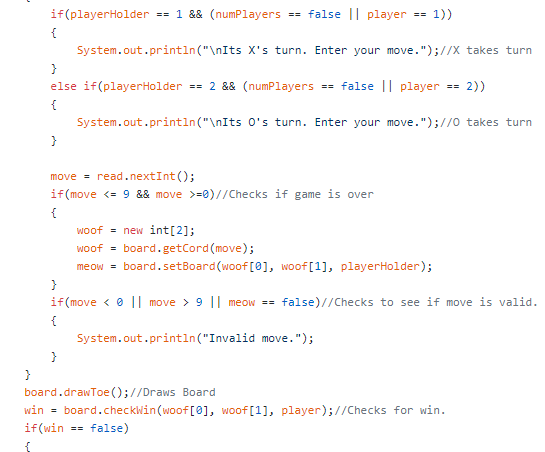 {
if(playerHolder == 1 && (numPlayers == false || player == 1))
{
System.out.println("\nIts X's turn. Enter your move.");//X takes turn
}
else if(playerHolder == 2 && (numPlayers == false || player == 2))
{
System.out.println("\nIts O's turn. Enter your move.");//O takes turn
}
move = read.nextInt();
if(move <= 9 && move >=0)//Checks if game is over
{
woof = new int[2];
woof = board.getCord(move);
meow = board.setBoard(woof[0], woof[1], playerHolder);
}
if(move < 0 || move > 9 || meow == false)//Checks to see if move is valid.
{
System.out.println("Invalid move.");
}
}
board.drawToe();//Draws Board
win = board.checkWin(woof[0], woof[1], player);//Checks for win.
if(win == false)
{